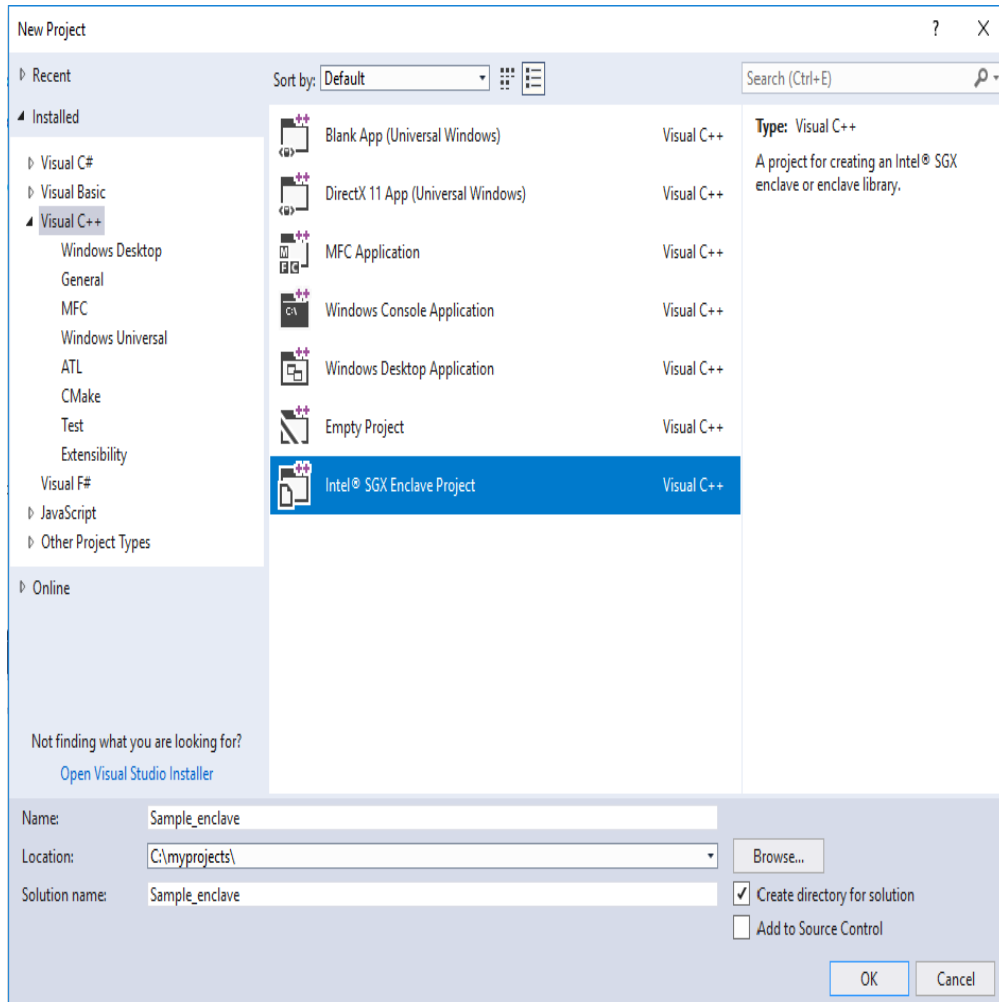 New Project
?
X
Recent
Installed
Visual C#
Visual Basic
Visual C++
Windows Desktop
General
MFC
Windows Universal
ATL
CMake
Test
Extensibility
Visual F#
JavaScript
Other Project Types
Online
Not finding what you are looking for?
Open Visual Studio Installer
Sort by: Default
Blank App (Universal Windows) Visual C++
DirectX 11 App (Universal Windows) Visual C++
MFC Application Visual C++
Windows Console Application Visual C++
Windows Desktop Application Visual C++
Empty Project Visual C++
Intel® SGX Enclave Project Visual C++
Search (Ctrl+E)
Type: Visual C++
A project for creating an Intel® SGX
enclave or enclave library.
Name: Sample_enclave
Location: C:\myprojects\
Browse...
Solution name: Sample_enclave
Create directory for solution
Add to Source Control
OK
Cancel